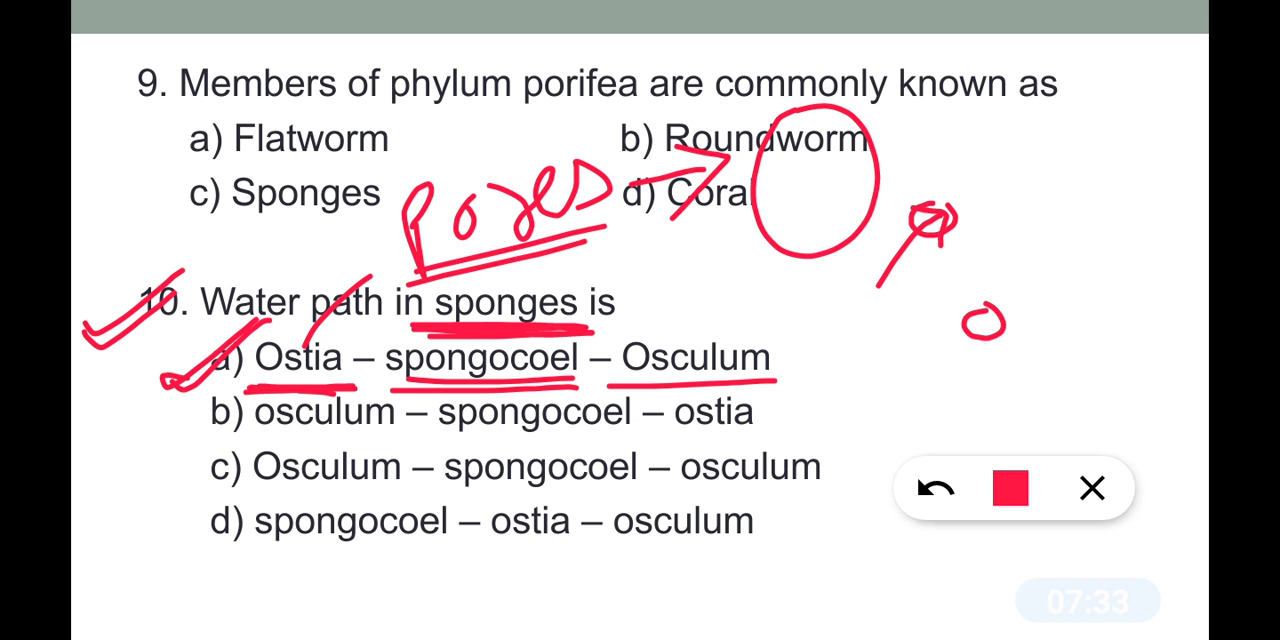 9. Members of phylum porifea are commonly known as
a) Flatworm b) Roundworm
c) Sponges d) Coral
Pores
10. Water path in sponges is
a) Ostia – spongocoel – Osculum
b) osculum – spongocoel – ostia
c) Osculum – spongocoel – osculum
d) spongocoel – ostia – osculum
07:33